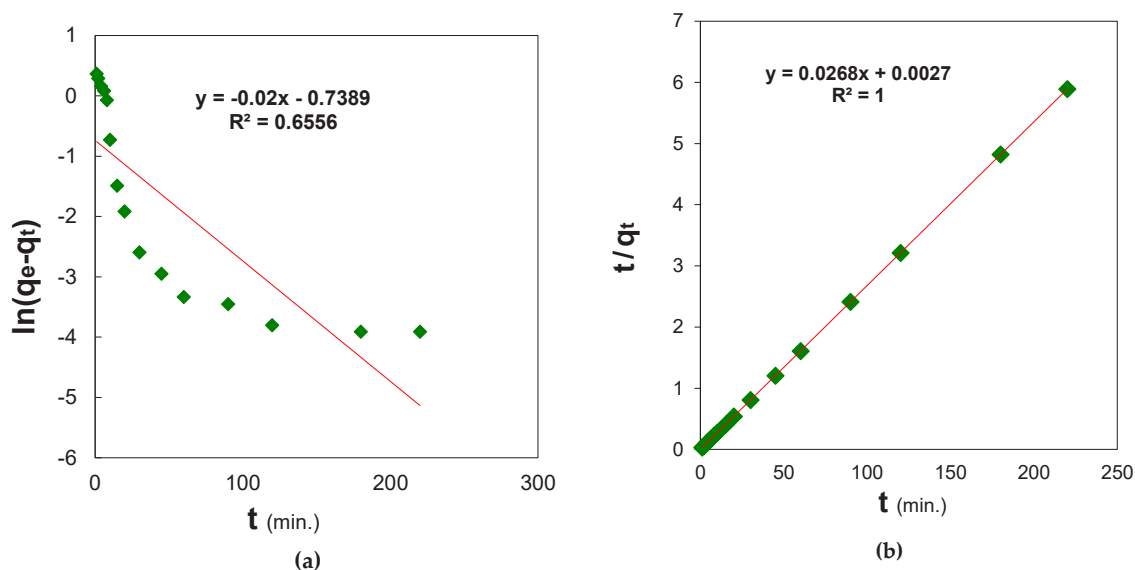 1
0
-1
-2
-3
-4
-5
-6
ln(qe-qt)
y = -0.02x - 0.7389
R² = 0.6556
0 100 200 300
t (min.)
(a)
7
6
5
4
3
2
1
0
t/qt
y = 0.0268x + 0.0027
R² = 1
0 50 100 150 200 250
t (min.)
(b)